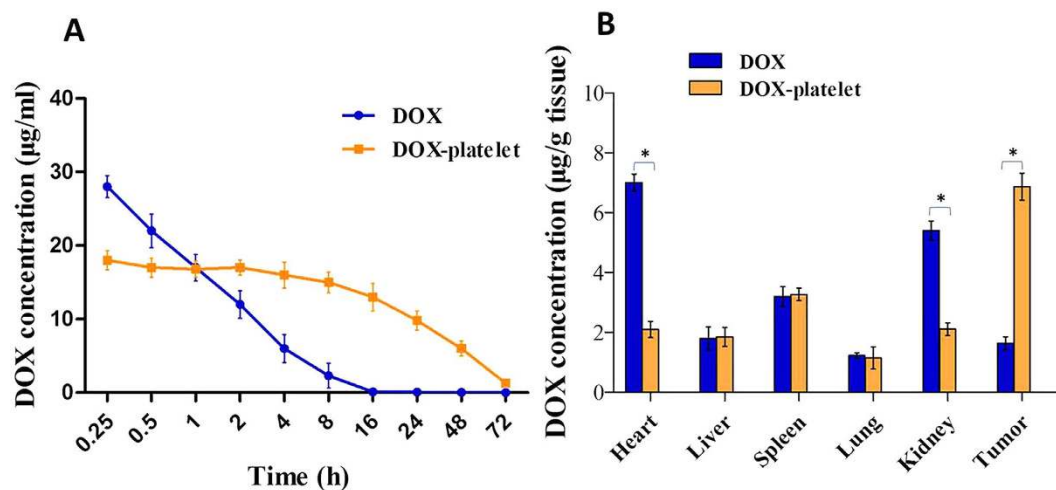 A
DOX concentration (µg/ml)
40
30
20
10
0
DOX
DOX-platelet
0.25 0.5 1 2 4 8 16 24 48 72
Time (h)
B
DOX concentration (µg/g tissue)
DOX
DOX-platelet
10
8
6
4
2
0
*
*
*
Heart Liver Spleen Lung Kidney Tumor